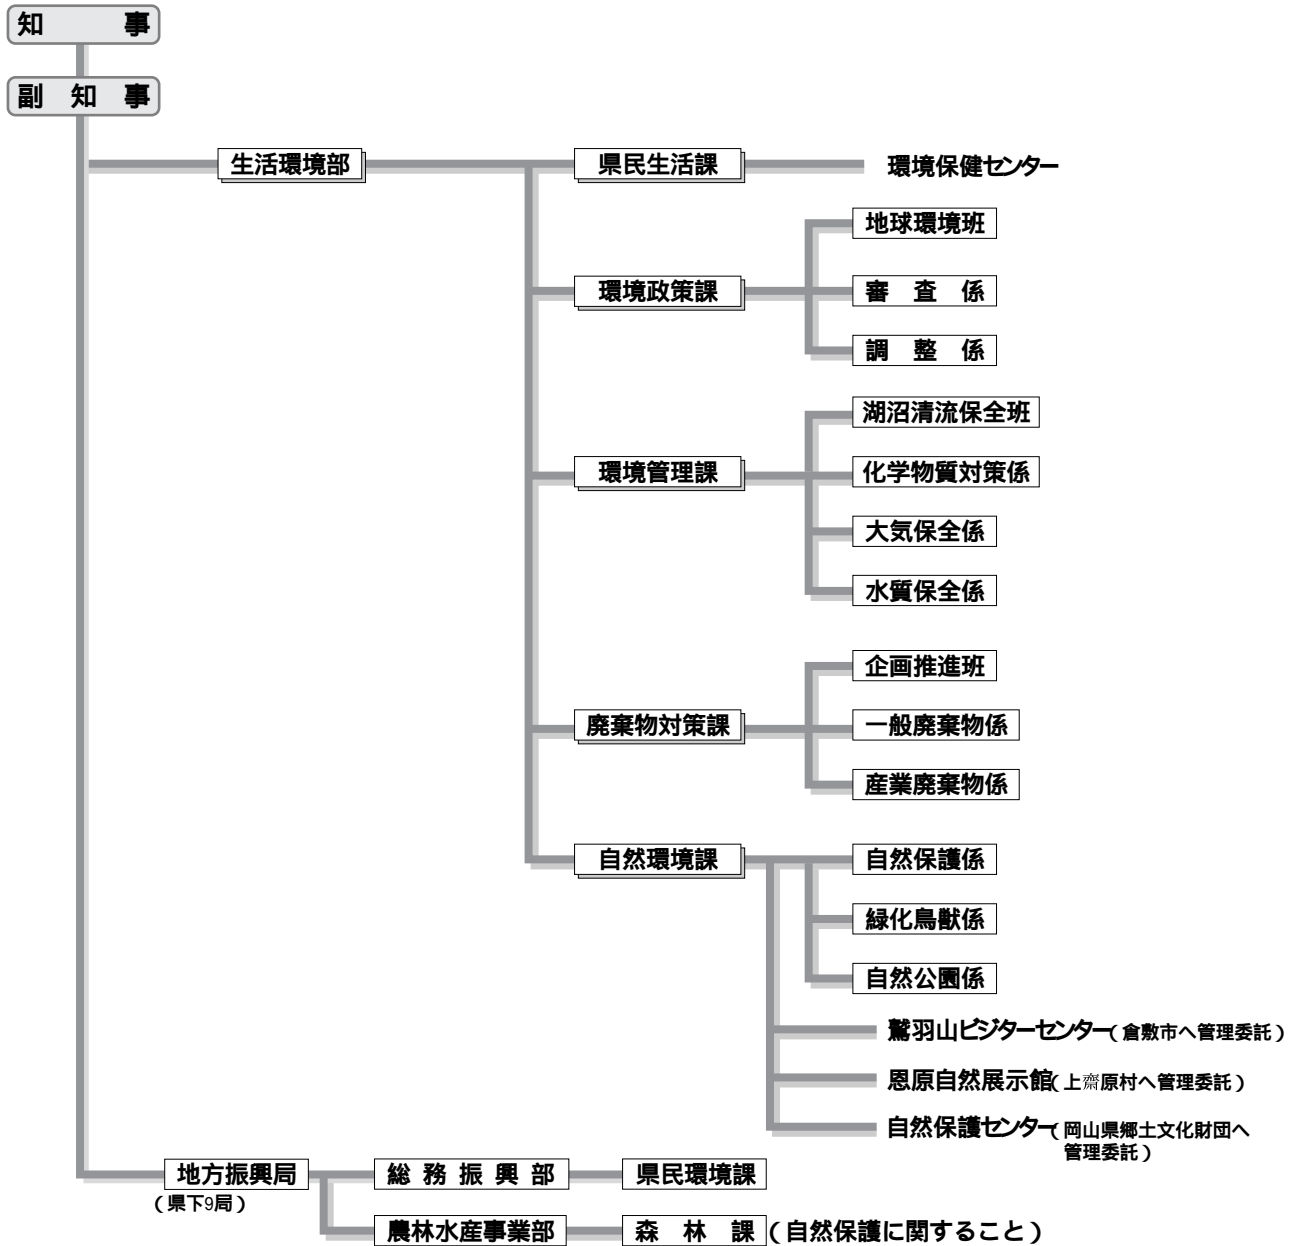 知　　事
副　知　事
生活環境部
県民生活課
環境保健センター
地球環境班
環境政策課
審　査　係
調　整　係
湖沼清流保全班
環境管理課
化学物質対策係
大気保全係
水質保全係
企画推進班
廃棄物対策課
一般廃棄物係
産業廃棄物係
自然環境課
自然保護係
緑化鳥獣係
自然公園係
鷲羽山ビジターセンター（倉敷市へ管理委託）
恩原自然展示館（上齋原村へ管理委託）
自然保護センター（岡山県郷土文化財団へ
管理委託）
地方振興局
（県下9局）
総　務　振　興　部
県民環境課
農林水産事業部
森　林　課（自然保護に関すること）